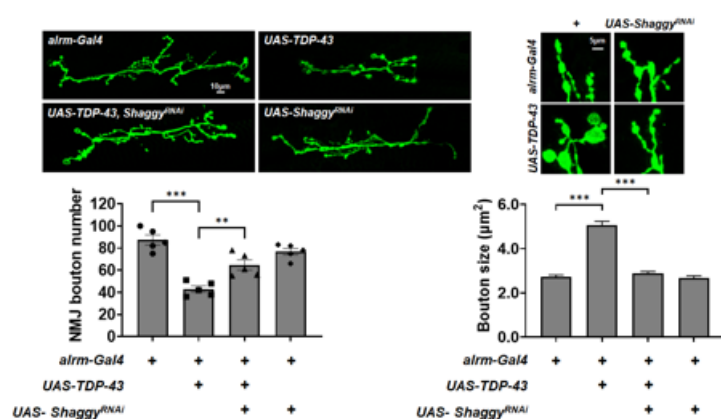 alrm-Gal4
UAS-TDP-43
10µm
UAS-TDP-43, Shaggy^RNAi
UAS-Shaggy^RNAi
+ UAS-Shaggy^RNAi
5µm
alrm-Gal4
UAS-TDP-43
NMJ bouton number
120
100
80
60
40
20
0
*** **
alrm-Gal4 + + + +
UAS-TDP-43 + +
UAS- Shaggy^RNAi + +
Bouton size (µm²)
6.0
4.0
2.0
0.0
*** ***
alrm-Gal4 + + + +
UAS-TDP-43 + +
UAS- Shaggy^RNAi + +